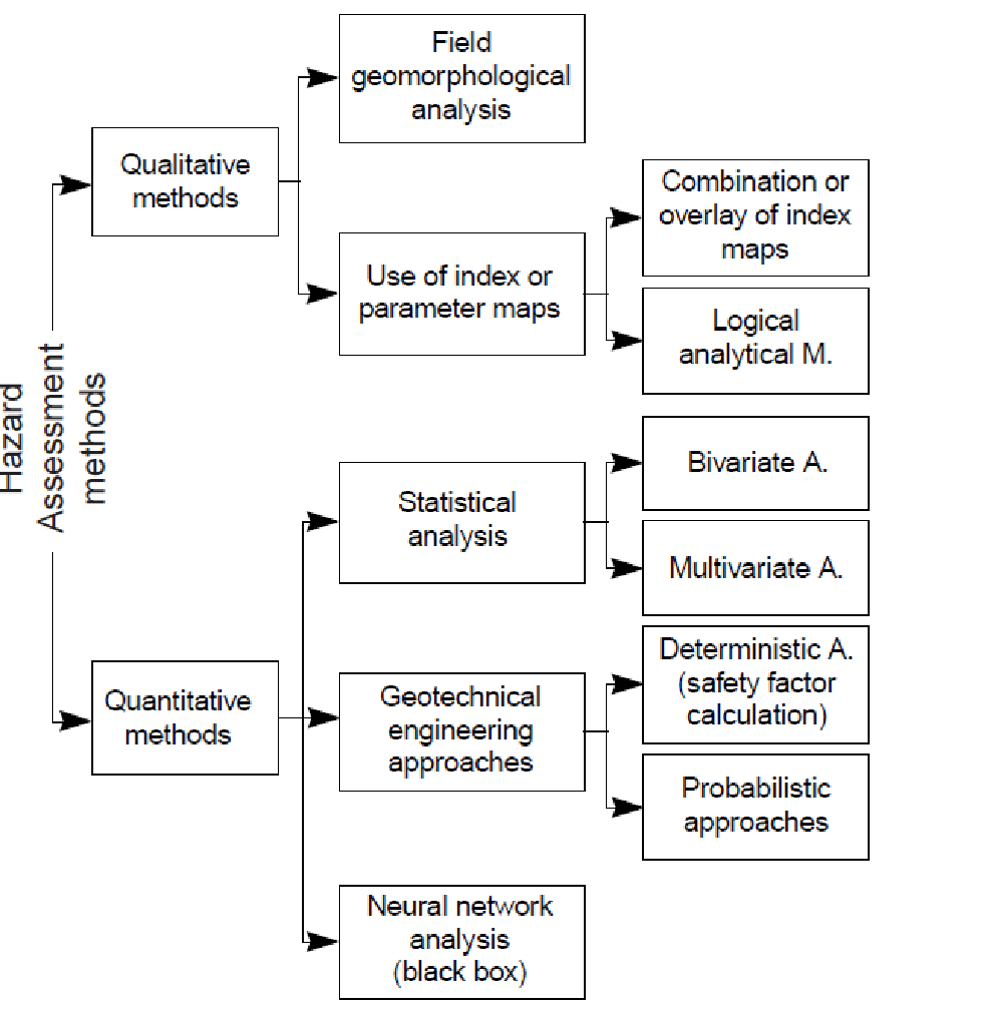 Hazard
Assessment
methods
Qualitative
methods
Field
geomorphological
analysis
Use of index or
parameter maps
Combination or
overlay of index
maps
Logical
analytical M.
Quantitative
methods
Statistical
analysis
Bivariate A.
Multivariate A.
Geotechnical
engineering
approaches
Deterministic A.
(safety factor
calculation)
Probabilistic
approaches
Neural network
analysis
(black box)